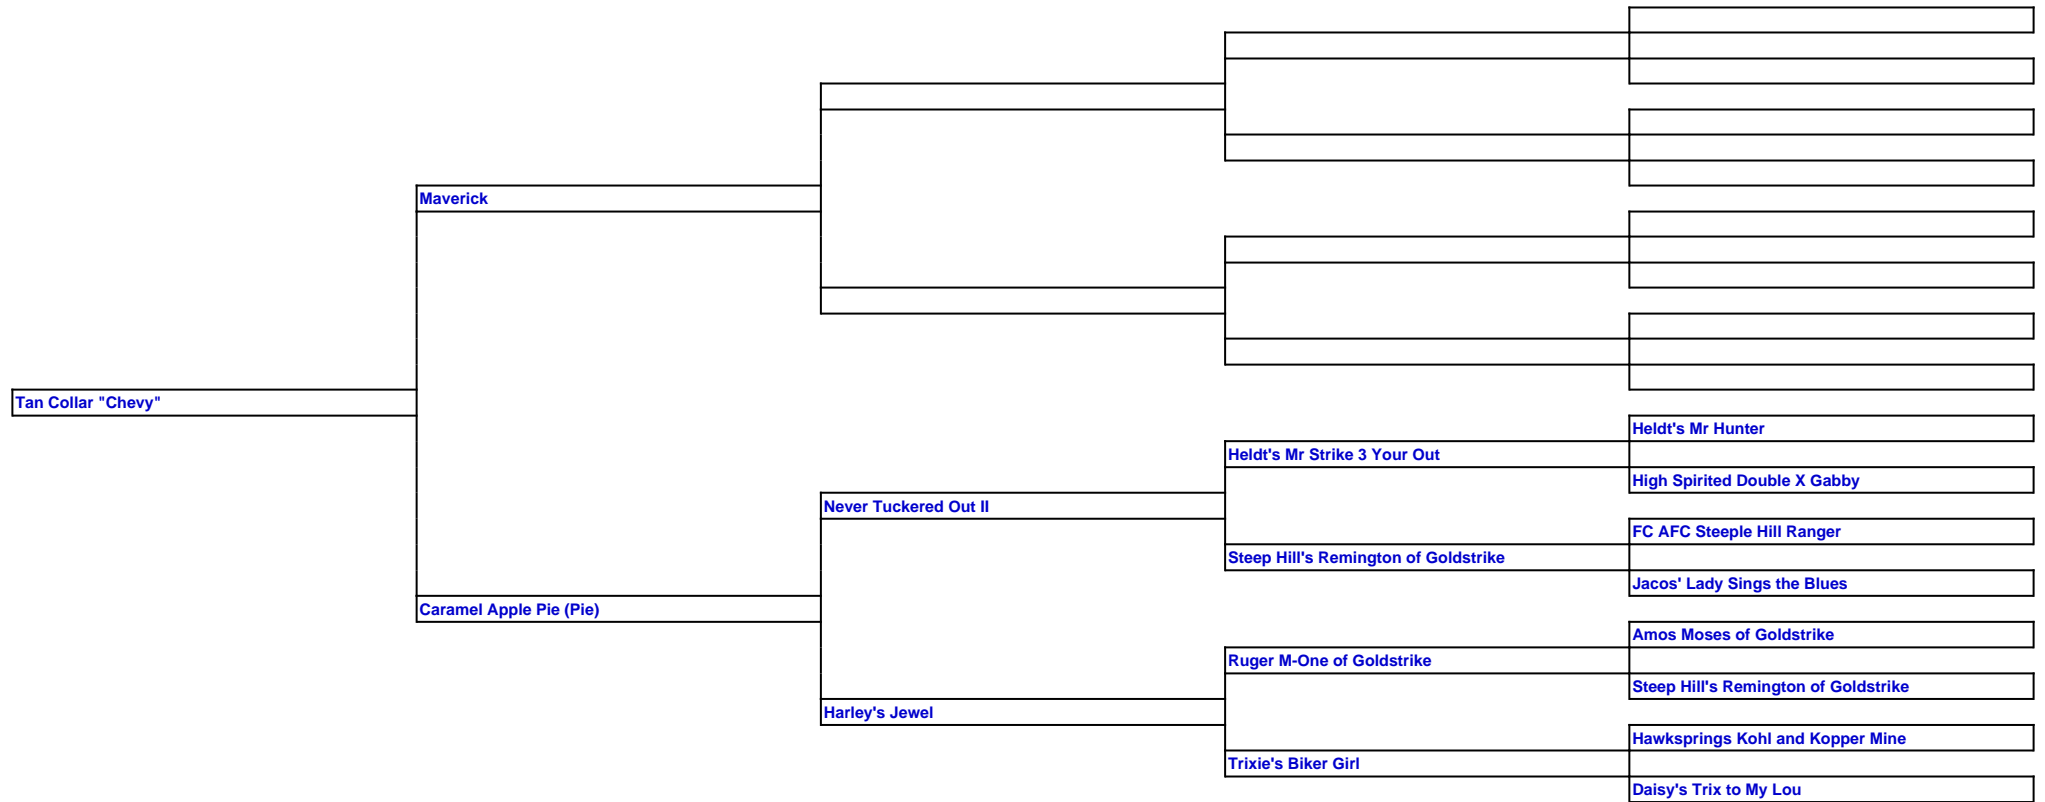 Maverick
Tan Collar "Chevy"
Heldt's Mr Hunter
Heldt's Mr Strike 3 Your Out
High Spirited Double X Gabby
Never Tuckered Out II
FC AFC Steeple Hill Ranger
Steep Hill's Remington of Goldstrike
Jacos' Lady Sings the Blues
Caramel Apple Pie (Pie)
Amos Moses of Goldstrike
Ruger M-One of Goldstrike
Steep Hill's Remington of Goldstrike
Harley's Jewel
Hawksprings Kohl and Kopper Mine
Trixie's Biker Girl
Daisy's Trix to My Lou